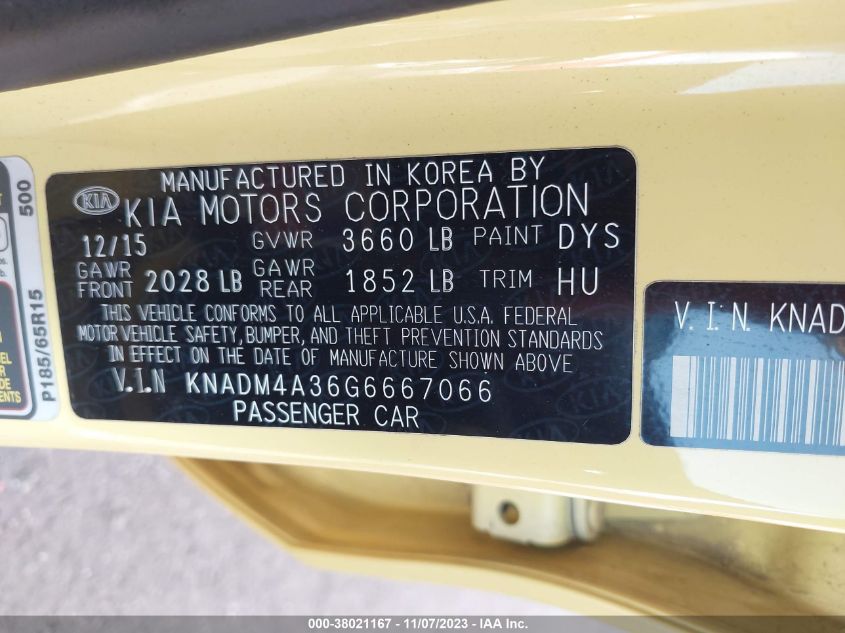 MANUFACTURED IN KOREA BY
KIA KIA MOTORS CORPORATION
12/15 GVWR 3660 LB PAINT DYS
GAWR FRONT 2028 LB GAWR REAR 1852 LB TRIM HU
THIS VEHICLE CONFORMS TO ALL APPLICABLE U.S.A. FEDERAL
MOTOR VEHICLE SAFETY, BUMPER, AND THEFT PREVENTION STANDARDS
IN EFFECT ON THE DATE OF MANUFACTURE SHOWN ABOVE
V.I.N KNADM4A36G6667066
PASSENGER CAR
500
P185/65R15
V. I. N. KNAD
000-38021167 - 11/07/2023 - IAA Inc.